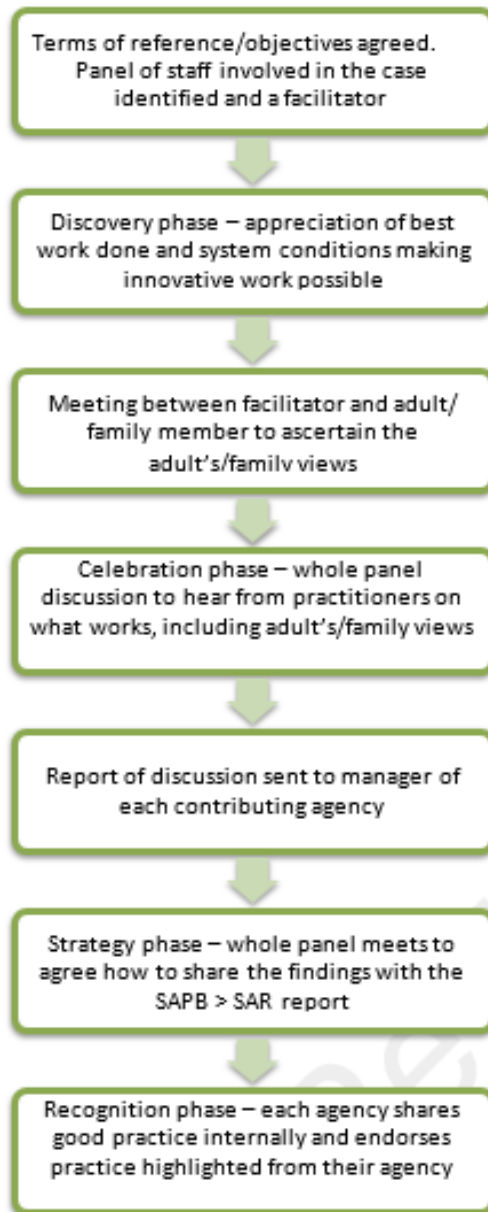 Terms of reference/objectives agreed.
Panel of staff involved in the case
identified and a facilitator
Discovery phase – appreciation of best
work done and system conditions making
innovative work possible
Meeting between facilitator and adult/
family member to ascertain the
adult's/family views
Celebration phase – whole panel
discussion to hear from practitioners on
what works, including adult's/family views
Report of discussion sent to manager of
each contributing agency
Strategy phase – whole panel meets to
agree how to share the findings with the
SAPB > SAR report
Recognition phase – each agency shares
good practice internally and endorses
practice highlighted from their agency